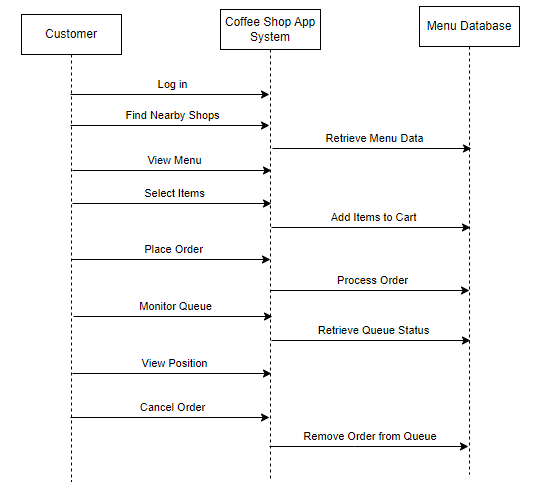 Customer
Coffee Shop App
System
Menu Database
Log in
Find Nearby Shops
Retrieve Menu Data
View Menu
Select Items
Add Items to Cart
Place Order
Process Order
Monitor Queue
Retrieve Queue Status
View Position
Cancel Order
Remove Order from Queue